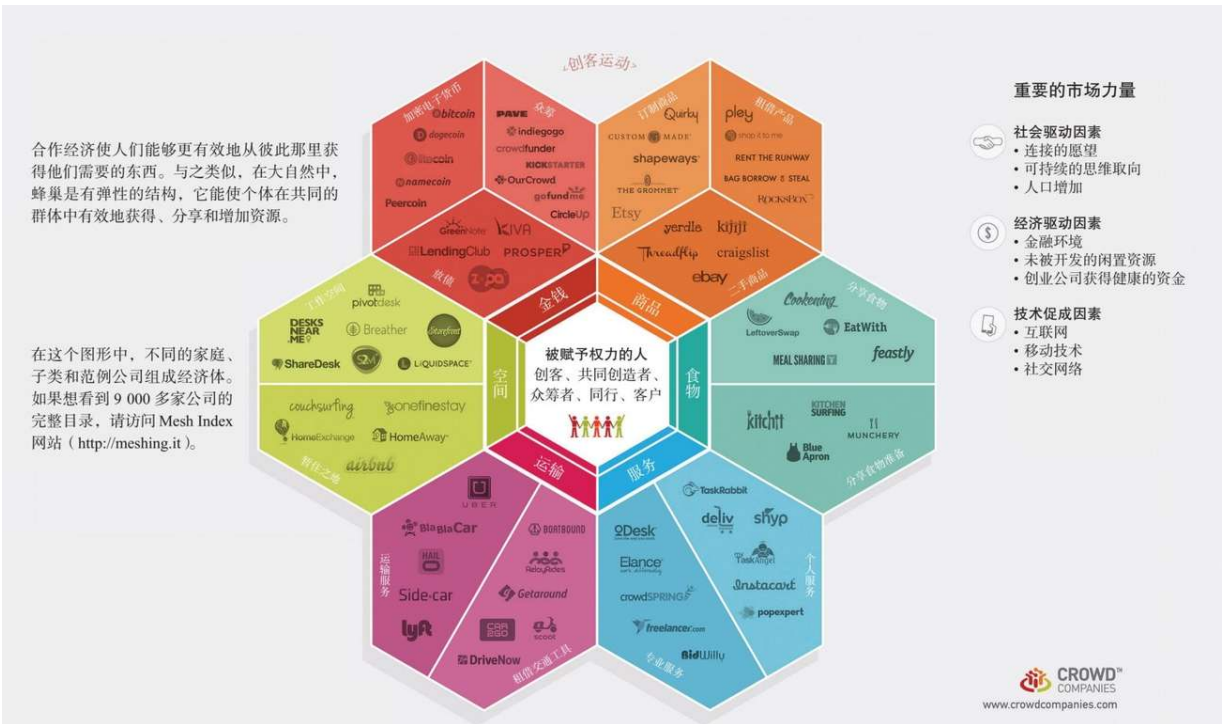 ‹创客运动›
合作经济使人们能够更有效地从彼此那里获
得他们需要的东西。与之类似，在大自然中，
蜂巢是有弹性的结构，它能使个体在共同的
群体中有效地获得、分享和增加资源。
在这个图形中，不同的家庭、
子类和范例公司组成经济体。
如果想看到 9 000 多家公司的
完整目录，请访问 Mesh Index
网站（http://meshing.it）。
加密电子货币
bitcoin
dogecoin
litecoin
namecoin
Peercoin
众筹
PAVE
indiegogo
crowdfunder
KICKSTARTER
OurCrowd
gofundme
CircleUp
GreenNote
KIVA
LendingClub
PROSPER
放债
zopa
金钱
订制商品
Quirky
CUSTOM MADE
shapeways
THE GROMMET
Etsy
租借产品
pley
shop it to me
RENT THE RUNWAY
BAG BORROW & STEAL
ROCKSBOX
yerdle
kijiji
Threadflip
craigslist
ebay
二手商品
商品
工作空间
pivotdesk
DESKS
NEAR
ME
Breather
Storefront
ShareDesk
S2M
LIQUIDSPACE
couchsurfing
onefinestay
HomeExchange
HomeAway
airbnb
暂住之地
空间
被赋予权力的人
创客、共同创造者、
众筹者、同行、客户
分享食物
Cookening
LeftoverSwap
EatWith
MEAL SHARING
feastly
kitchit
KITCHEN
SURFING
MUNCHERY
Blue
Apron
分享食物准备
食物
运输
UBER
BlaBlaCar
HAILO
Side-car
lyft
运输服务
BOATBOUND
RelayRides
Getaround
CAR
2GO
scoot
DriveNow
租借交通工具
服务
oDesk
Elance
crowdSPRING
freelancer.com
BidWilly
专业服务
TaskRabbit
deliv
shyp
TaskAngel
Instacart
popexpert
个人服务
重要的市场力量
社会驱动因素
• 连接的愿望
• 可持续的思维取向
• 人口增加
经济驱动因素
• 金融环境
• 未被开发的闲置资源
• 创业公司获得健康的资金
技术促成因素
• 互联网
• 移动技术
• 社交网络
CROWD™
COMPANIES
www.crowdcompanies.com